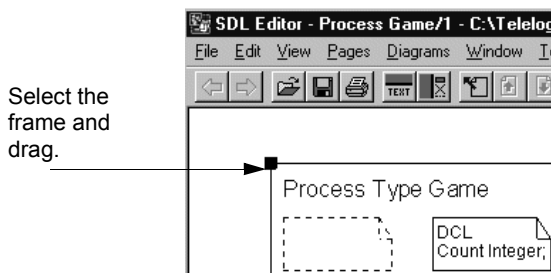 SDL Editor - Process Game/1 - C:\Telelog
File Edit View Pages Diagrams Window
TEXT
Select the
frame and
drag.
Process Type Game
DCL
Count Integer;